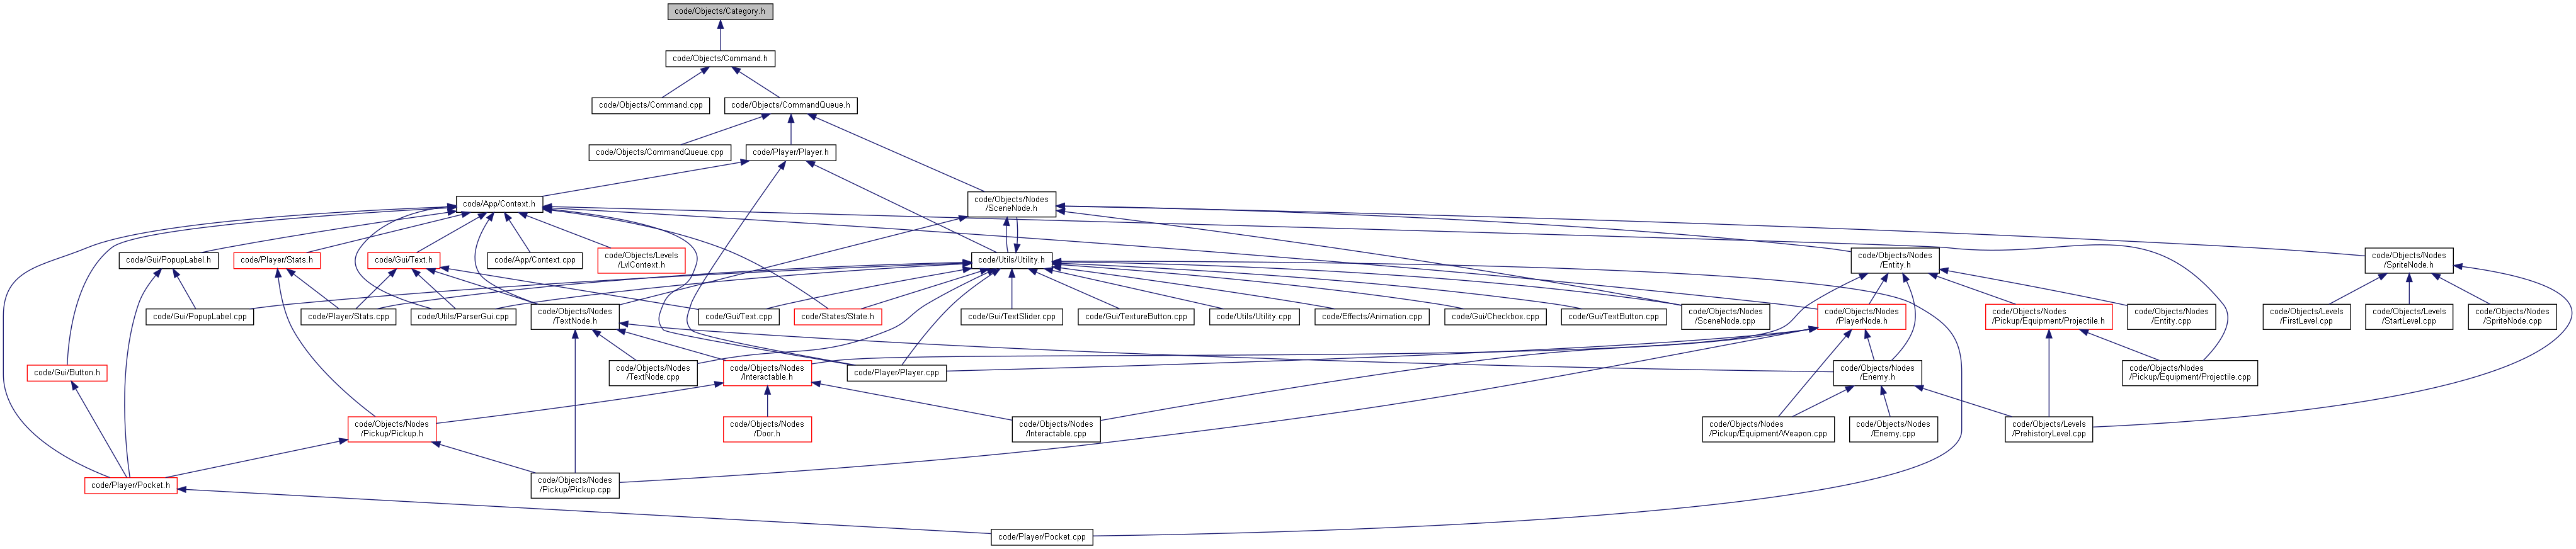 code/Objects/Category.h
code/Objects/Command.h
code/Objects/Command.cpp
code/Objects/CommandQueue.h
code/Objects/CommandQueue.cpp
code/Player/Player.h
code/App/Context.h
code/Objects/Nodes
/SceneNode.h
code/Gui/PopupLabel.h
code/Player/Stats.h
code/Gui/Text.h
code/App/Context.cpp
code/Objects/Levels
/LvlContext.h
code/Utils/Utility.h
code/Objects/Nodes
/Entity.h
code/Objects/Nodes
/SpriteNode.h
code/Gui/PopupLabel.cpp
code/Player/Stats.cpp
code/Utils/ParserGui.cpp
code/Objects/Nodes
/TextNode.h
code/Gui/Text.cpp
code/States/State.h
code/Gui/TextSlider.cpp
code/Gui/TextureButton.cpp
code/Utils/Utility.cpp
code/Effects/Animation.cpp
code/Gui/Checkbox.cpp
code/Gui/TextButton.cpp
code/Objects/Nodes
/SceneNode.cpp
code/Objects/Nodes
/PlayerNode.h
code/Objects/Nodes
/Pickup/Equipment/Projectile.h
code/Objects/Nodes
/Entity.cpp
code/Objects/Levels
/FirstLevel.cpp
code/Objects/Levels
/StartLevel.cpp
code/Objects/Nodes
/SpriteNode.cpp
code/Gui/Button.h
code/Objects/Nodes
/TextNode.cpp
code/Objects/Nodes
/Interactable.h
code/Player/Player.cpp
code/Objects/Nodes
/Enemy.h
code/Objects/Nodes
/Pickup/Equipment/Projectile.cpp
code/Objects/Nodes
/Pickup/Pickup.h
code/Objects/Nodes
/Door.h
code/Objects/Nodes
/Interactable.cpp
code/Objects/Nodes
/Pickup/Equipment/Weapon.cpp
code/Objects/Nodes
/Enemy.cpp
code/Objects/Levels
/PrehistoryLevel.cpp
code/Player/Pocket.h
code/Objects/Nodes
/Pickup/Pickup.cpp
code/Player/Pocket.cpp